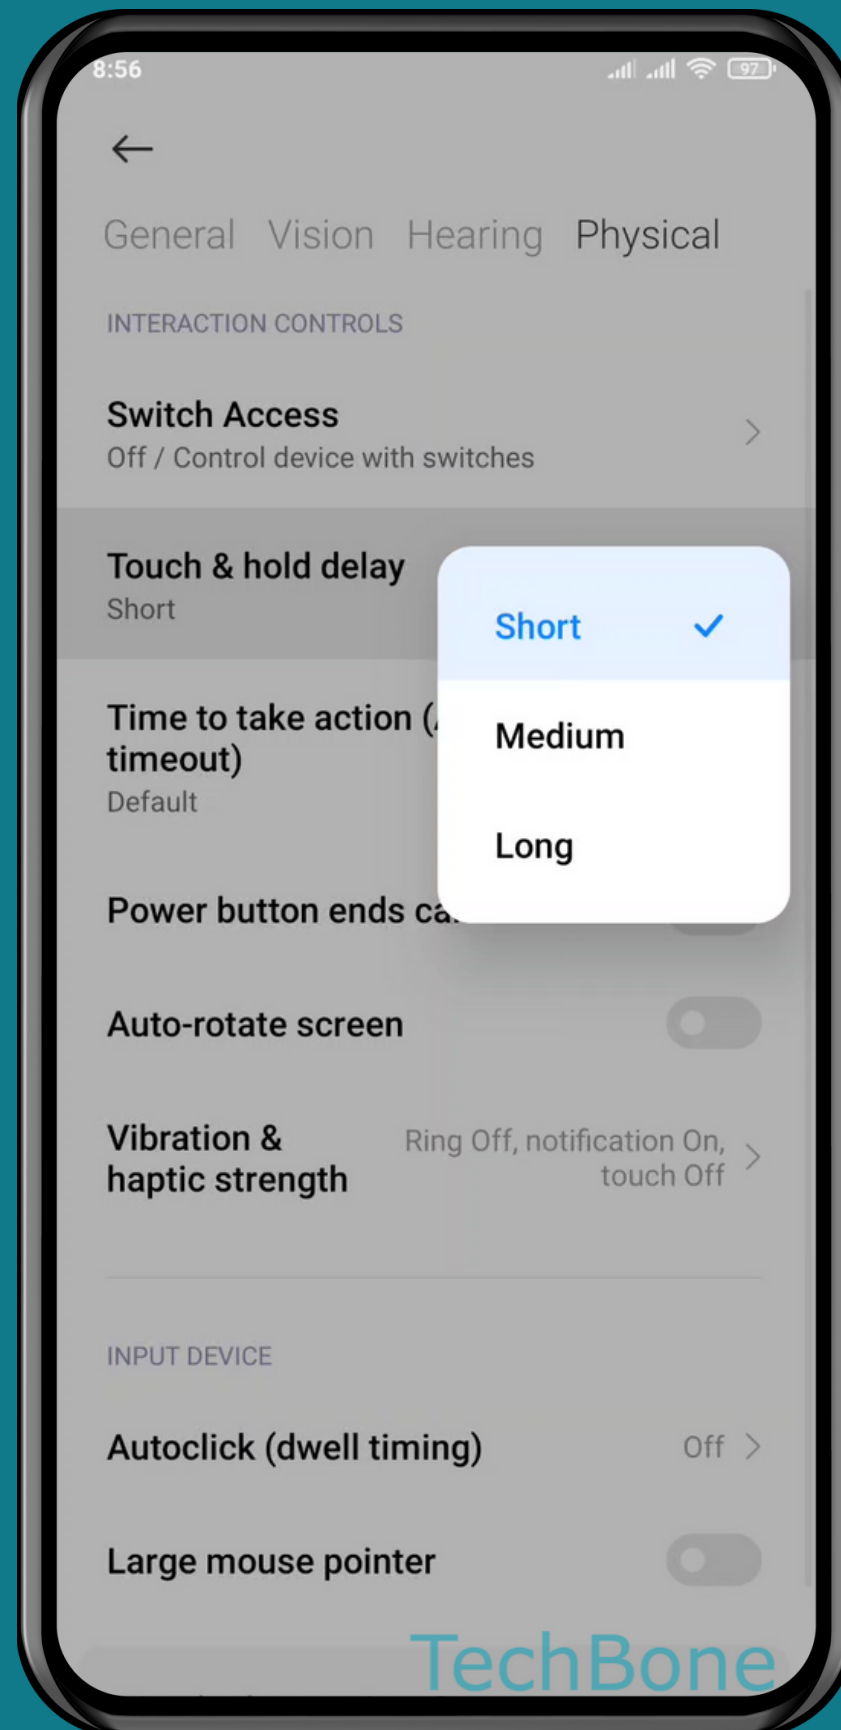 8:56
97
General Vision Hearing Physical
INTERACTION CONTROLS
Switch Access
Off / Control device with switches
Touch & hold delay
Short
Short
Medium
Long
Time to take action (
timeout)
Default
Power button ends
Auto-rotate screen
Vibration &
haptic strength
Ring Off, notification On,
touch Off
INPUT DEVICE
Autoclick (dwell timing)
Off
Large mouse pointer
TechBone